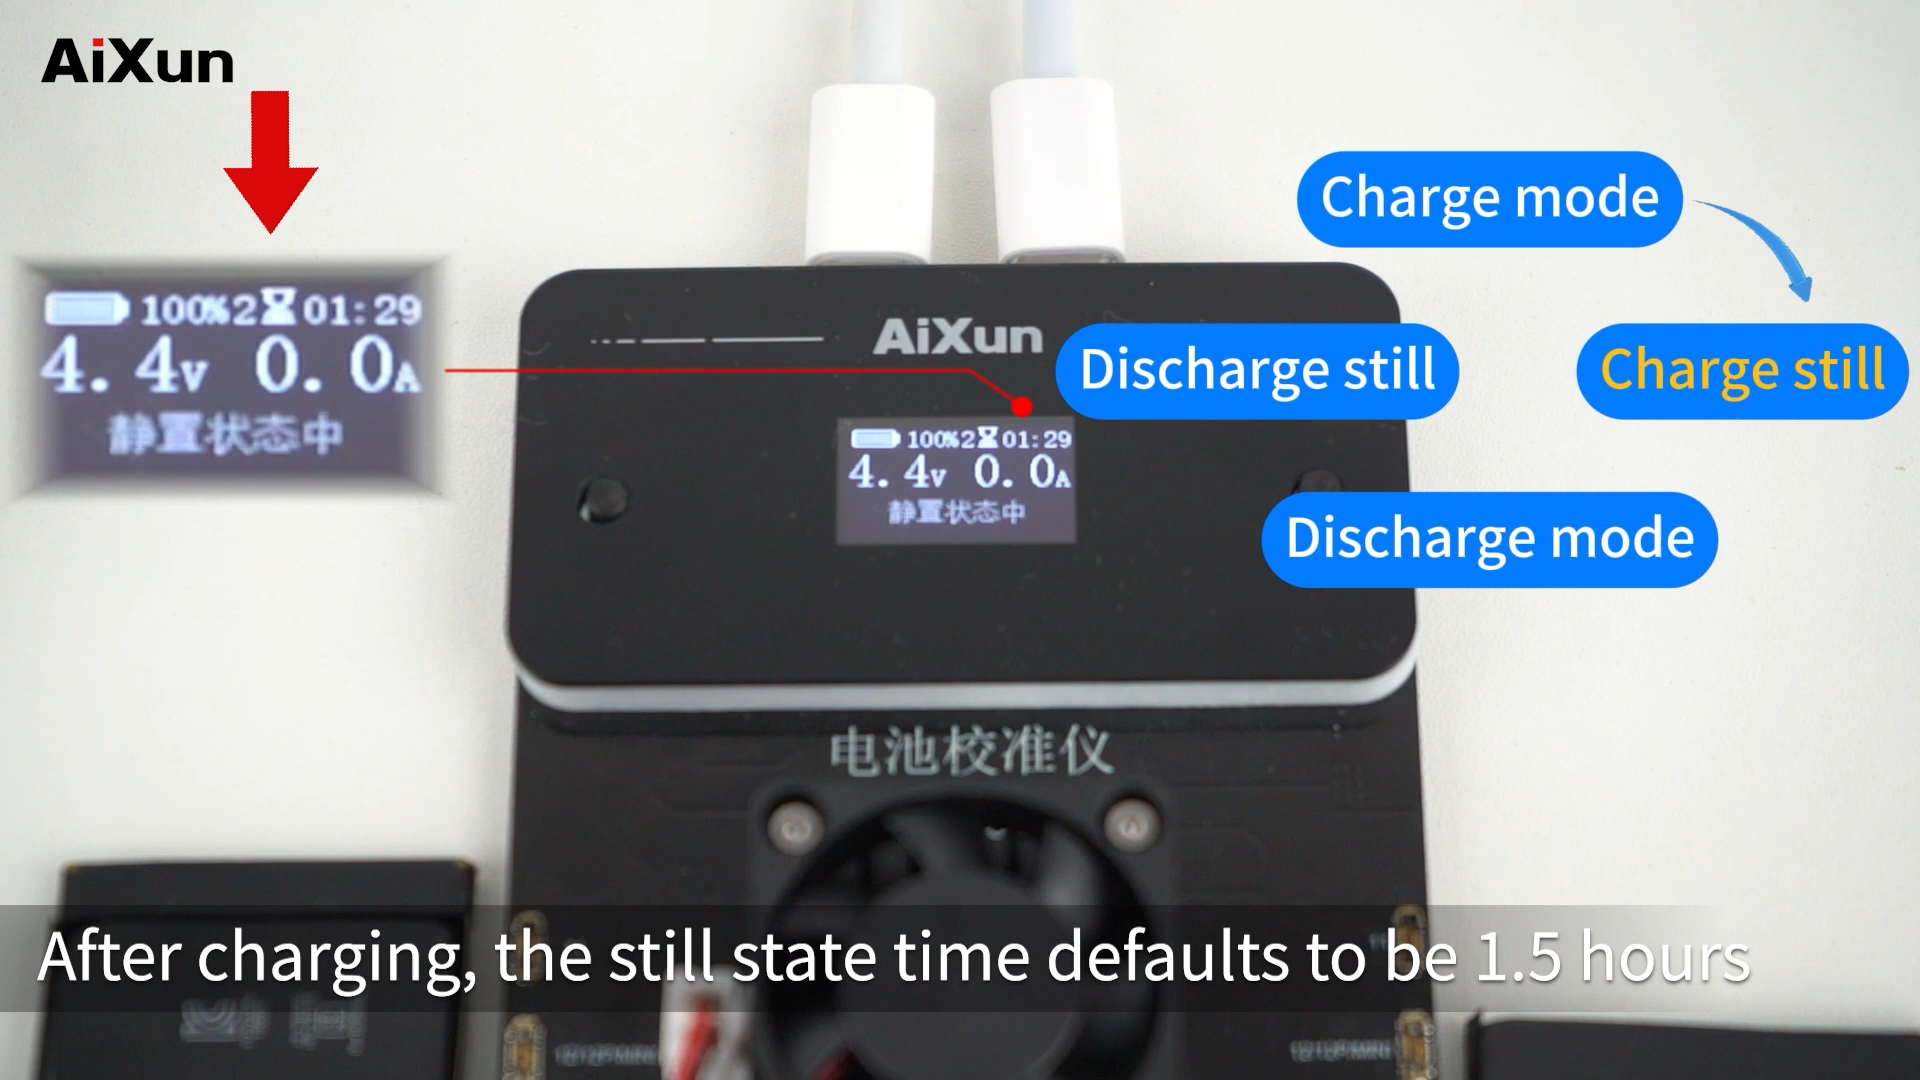 AiXun
100%2 01:29
4.4V 0.0A
静置状态中
AiXun
100%2 01:29
4.4V 0.0A
静置状态中
Charge mode
Discharge still
Charge still
Discharge mode
电池校准仪
After charging, the still state time defaults to be 1.5 hours